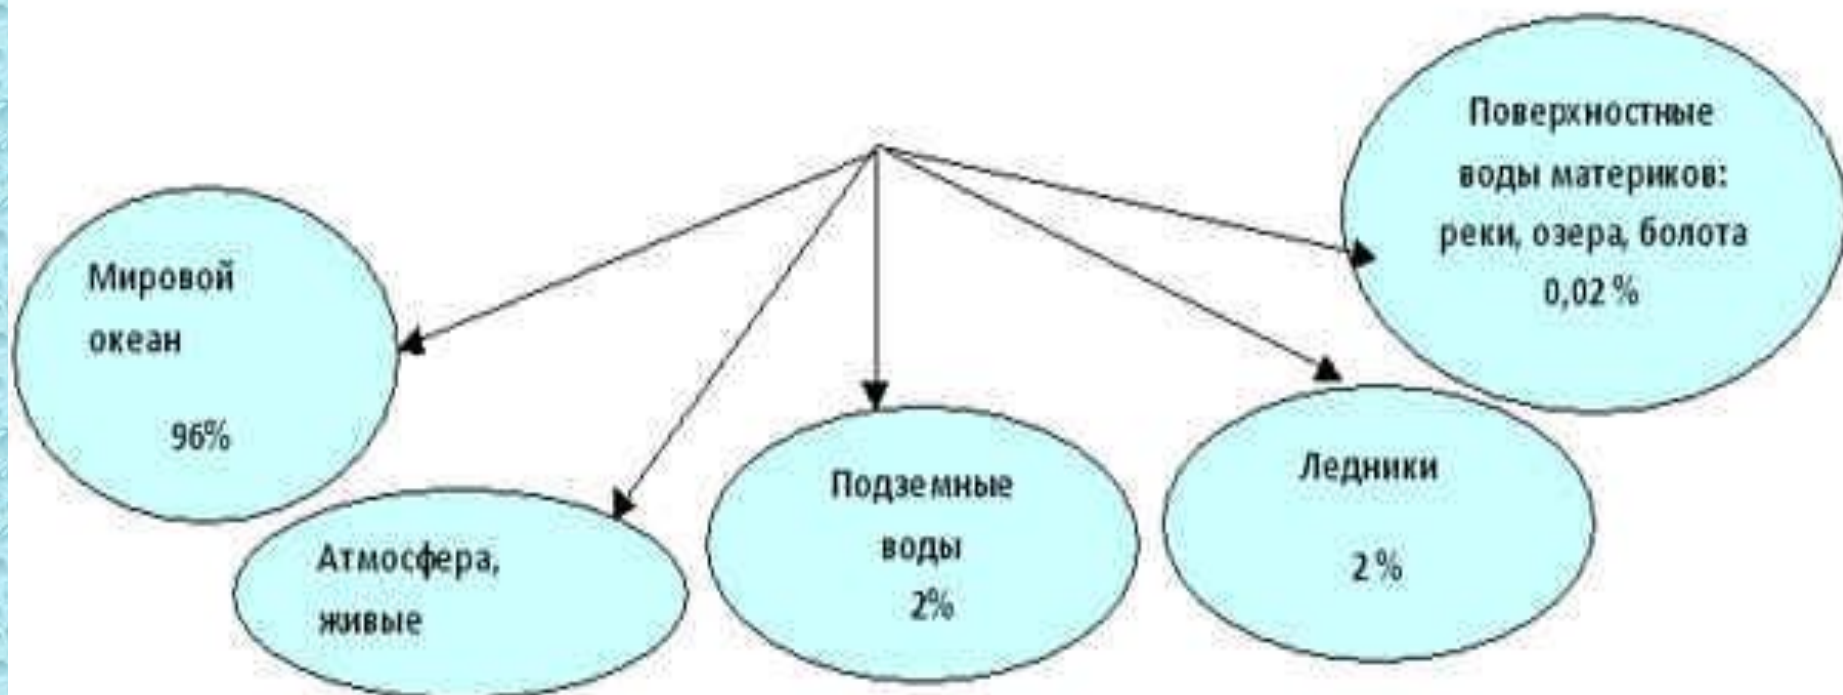 Мировой
океан
96%
Атмосфера,
живые
Подземные
воды
2%
Ледники
2 %
Поверхностные
воды материков:
реки, озера, болота
0,02 %